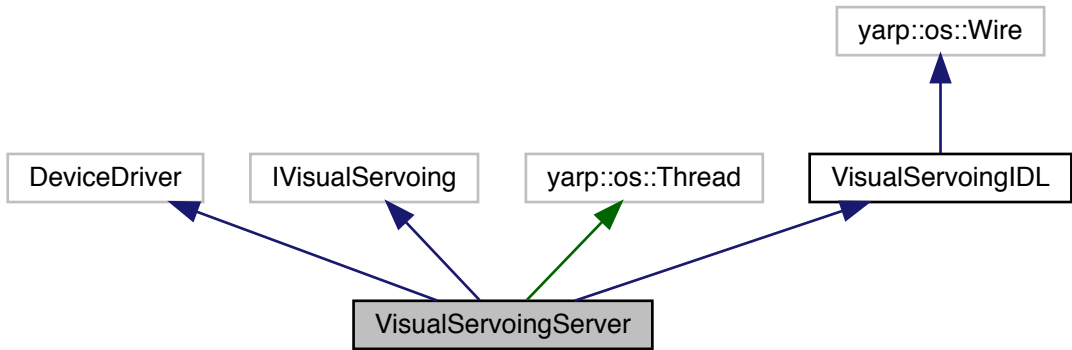 yarp::os::Wire
DeviceDriver
IVisualServoing
yarp::os::Thread
VisualServoingIDL
VisualServoingServer